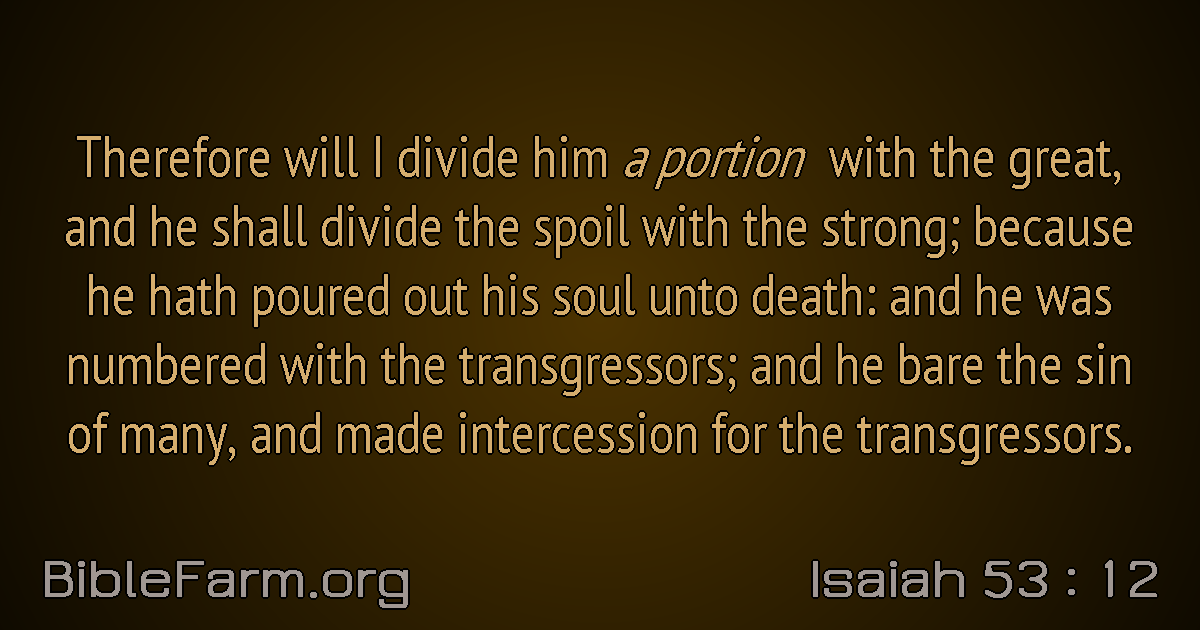 Therefore will I divide him a portion with the great,
and he shall divide the spoil with the strong; because
he hath poured out his soul unto death: and he was
numbered with the transgressors; and he bare the sin
of many, and made intercession for the transgressors.
BibleFarm.org
Isaiah 53 : 12